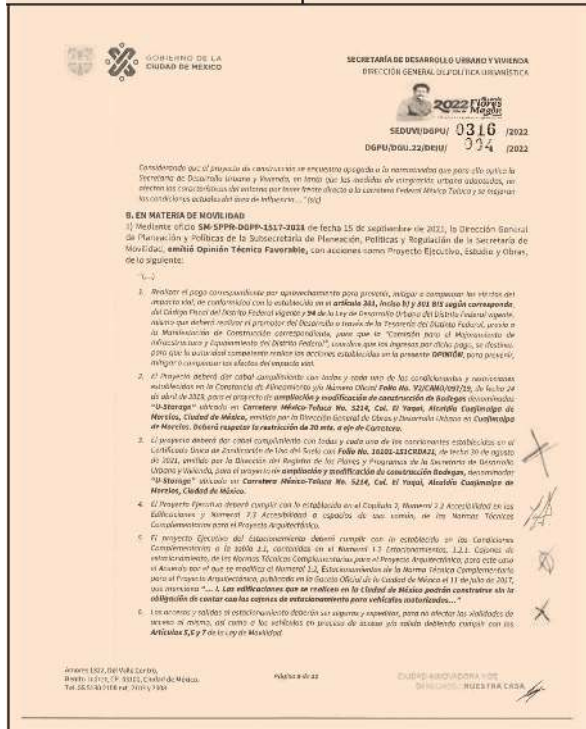 GOBIERNO DE LA
CIUDAD DE MÉXICO
SECRETARÍA DE DESARROLLO URBANO Y VIVIENDA
DIRECCIÓN GENERAL DE POLÍTICA URBANÍSTICA
2022 Flores
Magón
SEDUVI/DGPU/ 0316 /2022
DGPU/DGU.22/DEIU/ 004 /2022
Considerando que el proyecto de construcción se encuentra apegado a la normatividad que para ello aplica la
Secretaría de Desarrollo Urbano y Vivienda, en tanto que las medidas de integración urbana adoptadas, no
afectan las características del entorno por tener frente directo a la carretera Federal México Toluca y se mejoran
las condiciones actuales del área de influencia..." (sic)
B. EN MATERIA DE MOVILIDAD
1) Mediante oficio SM-SPPR-DGPP-1517-2021 de fecha 15 de septiembre de 2021, la Dirección General
de Planeación y Políticas de la Subsecretaría de Planeación, Políticas y Regulación de la Secretaría de
Movilidad, emitió Opinión Técnica Favorable, con acciones como Proyecto Ejecutivo, Estudio y Obras,
de lo siguiente:
"(...)
1. Realizar el pago correspondiente por aprovechamiento para prevenir, mitigar o compensar los efectos del
impacto vial, de conformidad con lo establecido en el artículo 301, inciso b) y 301 BIS según corresponde,
del Código Fiscal del Distrito Federal vigente y 94 de la Ley de Desarrollo Urbano del Distrito Federal vigente,
mismo que deberá realizar el promotor del Desarrollo a través de la Tesorería del Distrito Federal, previo a
la Manifestación de Construcción correspondiente, para que la "Comisión para el Mejoramiento de
Infraestructura y Equipamiento del Distrito Federal", coordine que los ingresos por dicho pago, se destinen
para que la autoridad competente realice las acciones establecidas en la presente OPINIÓN, para prevenir,
mitigar o compensar los efectos del impacto vial.
2. El Proyecto deberá dar cabal cumplimiento con todas y cada una de las condicionantes y restricciones
establecidas en la Constancia de Alineamiento y/o Número Oficial Folio No. de fecha 24
de abril de 2019, para el proyecto de ampliación y modificación de construcción de Bodegas denominadas
"U-Storage" ubicado en Carretera México-Toluca No. 5214, Col. El Yaqui, Alcaldía Cuajimalpa de
Morelos, Ciudad de México, emitido por la Dirección General de Obras y Desarrollo Urbano en Cuajimalpa
de Morelos. Deberá respetar la restricción de 20 mts. a eje de Carretera.
3. El proyecto deberá dar cabal cumplimiento con todas y cada una de las condicionantes establecidas en el
Certificado Único de Zonificación de Uso del Suelo con Folio No. de fecha 30 de agosto
de 2021, emitido por la Dirección del Registro de los Planes y Programas de la Secretaría de Desarrollo
Urbano y Vivienda, para el proyecto de ampliación y modificación de construcción Bodegas, denominadas
"U-Storage" ubicado en Carretera México-Toluca No. 5214, Col. El Yaqui, Alcaldía Cuajimalpa de
Morelos, Ciudad de México.
4. El Proyecto Ejecutivo deberá cumplir con lo establecido en el Capítulo 2, Numeral 2.2 Accesibilidad en las
Edificaciones y Numeral 2.3 Accesibilidad a espacios de uso común, de las Normas Técnicas
Complementarias para el Proyecto Arquitectónico.
5. El proyecto Ejecutivo del Estacionamiento deberá cumplir con lo establecido en las Condiciones
Complementarias a la tabla 1.1, contenidas en el Numeral 1.2 Estacionamientos, 1.2.1. Cajones de
estacionamiento, de las Normas Técnicas Complementarias para el Proyecto Arquitectónico, para este caso
el Acuerdo por el que se modifica el Numeral 1.2, Estacionamientos de la Norma Técnica Complementaria
para el Proyecto Arquitectónico, publicado en la Gaceta Oficial de la Ciudad de México el 11 de julio de 2017,
que menciona "... I. Las edificaciones que se realicen en la Ciudad de México podrán construirse sin la
obligación de contar con los cajones de estacionamiento para vehículos motorizados..."
6. Los accesos y salidas al estacionamiento deberán ser seguros y expeditos, para no afectar las vialidades de
acceso al mismo, así como a los vehículos en proceso de acceso y/o salida debiendo cumplir con los
Artículos 5,6 y 7 de la Ley de Movilidad
Amores 1322, Del Valle Centro,
Benito Juárez, CP. 03100, Ciudad de México.
CIUDAD INNOVADORA Y DE
DERECHOS / NUESTRA CASA